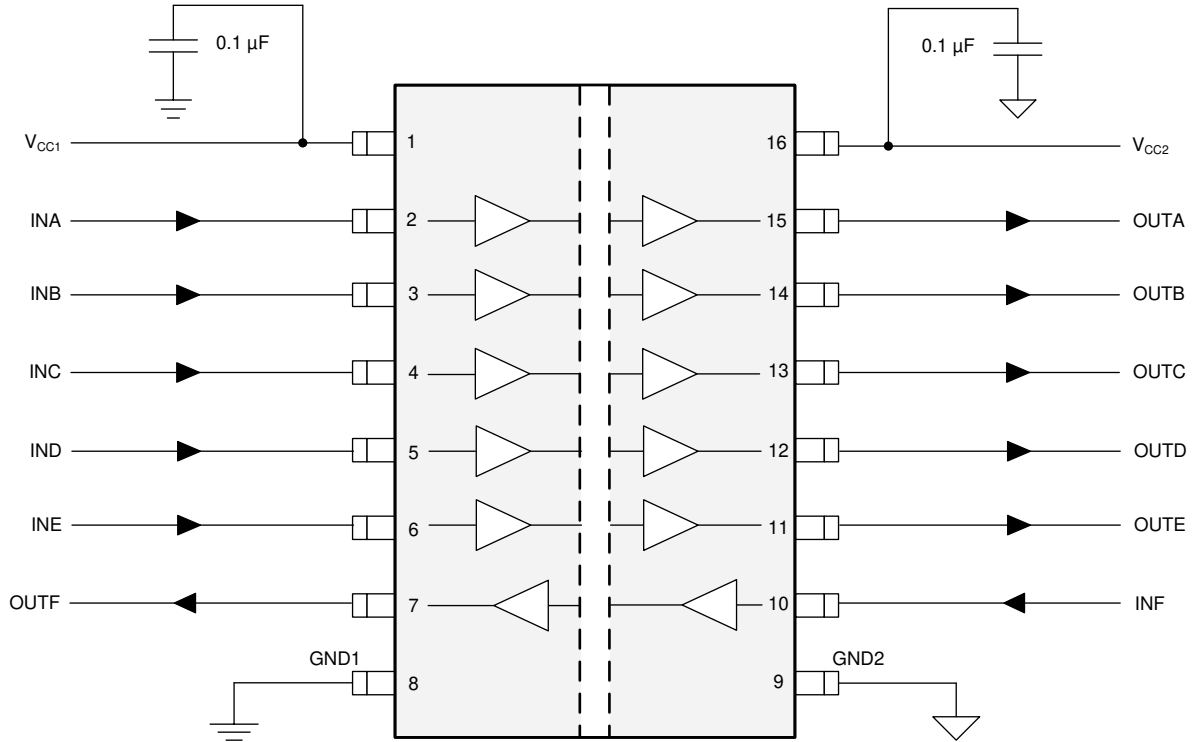 0.1 µF 0.1 µF
VCC1 1 16 VCC2
INA 2 15 OUTA
INB 3 14 OUTB
INC 4 13 OUTC
IND 5 12 OUTD
INE 6 11 OUTE
OUTF 7 10 INF
GND1 GND2
8 9